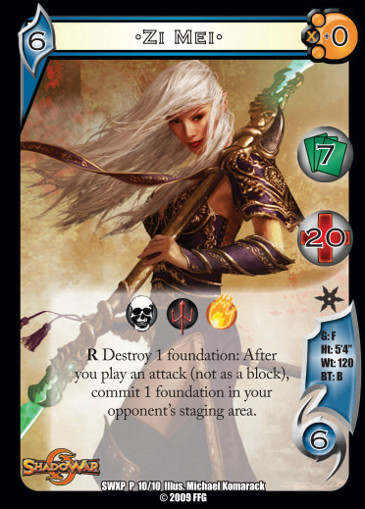 6
·Zi Mei·
X
+0
7
20
G: F
Ht: 5'4"
Wt: 120
BT: B
R Destroy 1 foundation: After
you play an attack (not as a block),
commit 1 foundation in your
opponent's staging area.
6
ShadoWar
SWXP_P_10/10 Illus. Michael Komarack
© 2009 FFG